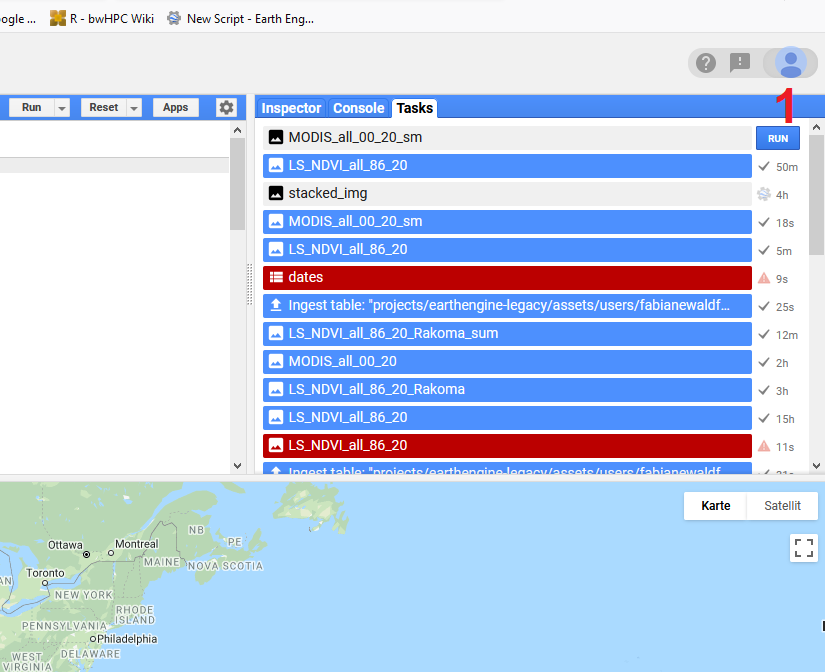 ogle ...
R - bwHPC Wiki
New Script - Earth Eng...
1
Run
Reset
Apps
Inspector
Console
Tasks
MODIS_all_00_20_sm
RUN
LS_NDVI_all_86_20
50m
stacked_img
4h
MODIS_all_00_20_sm
18s
LS_NDVI_all_86_20
5m
dates
9s
Ingest table: "projects/earthengine-legacy/assets/users/fabianewaldf...
25s
LS_NDVI_all_86_20_Rakoma_sum
12m
MODIS_all_00_20
2h
LS_NDVI_all_86_20_Rakoma
3h
LS_NDVI_all_86_20
15h
LS_NDVI_all_86_20
11s
Ingest table: "projects/earthengine-legacy/assets/users/fabianewaldf
Karte
Satellit
NB
PE
Ottawa
Montreal
MAINE
NOVA SCOTIA
AN
Toronto
NEW YORK
RHODE
ISLAND
PENNSYLVANIA
Philadelphia
WEST
VIRGINIA
DELAWARE